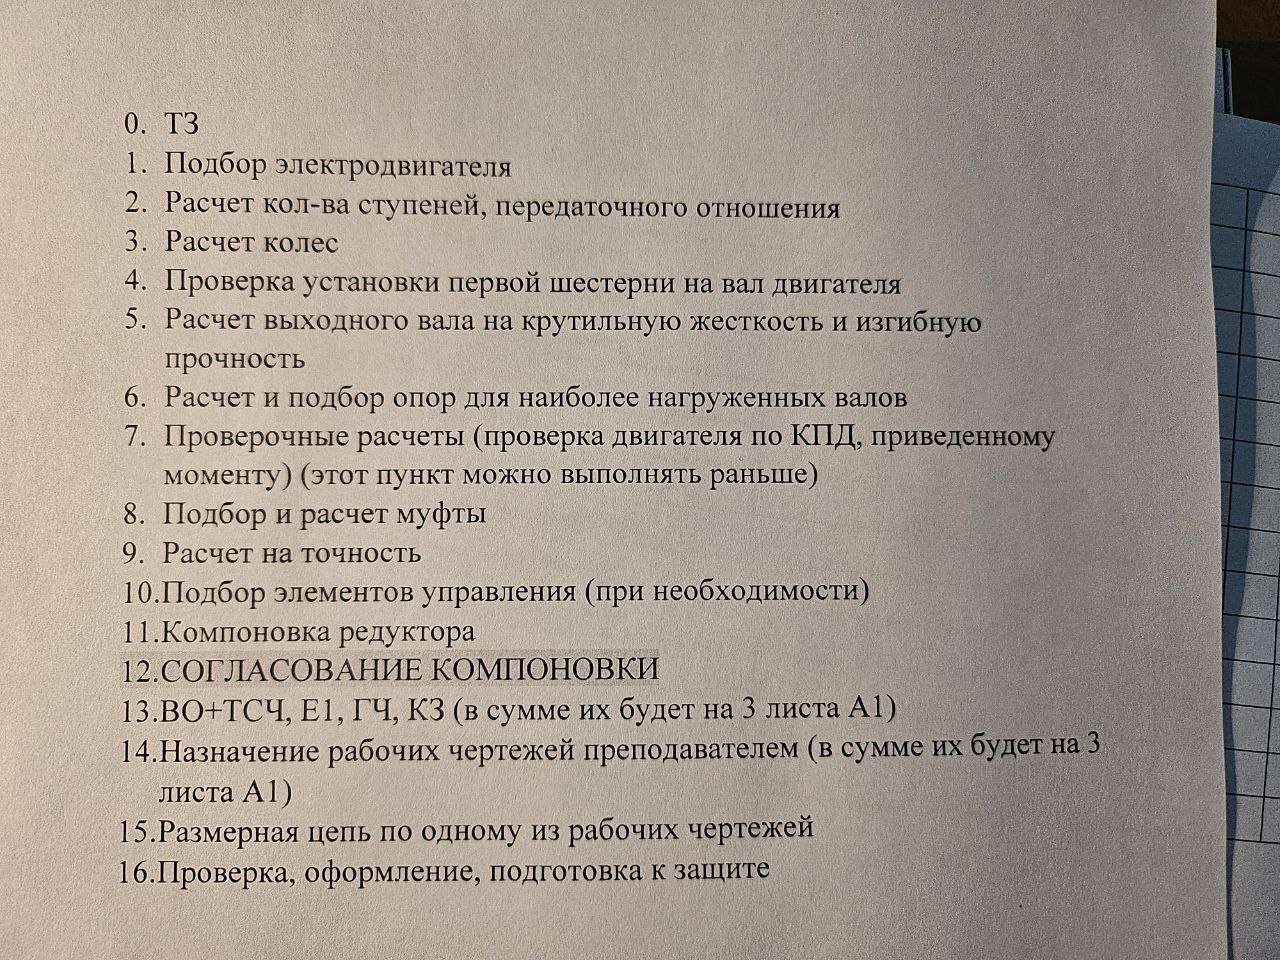 0. ТЗ
1. Подбор электродвигателя
2. Расчет кол-ва ступеней, передаточного отношения
3. Расчет колес
4. Проверка установки первой шестерни на вал двигателя
5. Расчет выходного вала на крутильную жесткость и изгибную
прочность
6. Расчет и подбор опор для наиболее нагруженных валов
7. Проверочные расчеты (проверка двигателя по КПД, приведенному
моменту) (этот пункт можно выполнять раньше)
8. Подбор и расчет муфты
9. Расчет на точность
10.Подбор элементов управления (при необходимости)
11.Компоновка редуктора
12.СОГЛАСОВАНИЕ КОМПОНОВКИ
13.ВО+ТСЧ, Е1, ГЧ, КЗ (в сумме их будет на 3 листа А1)
14.Назначение рабочих чертежей преподавателем (в сумме их будет на 3
листа А1)
15.Размерная цепь по одному из рабочих чертежей
16.Проверка, оформление, подготовка к защите